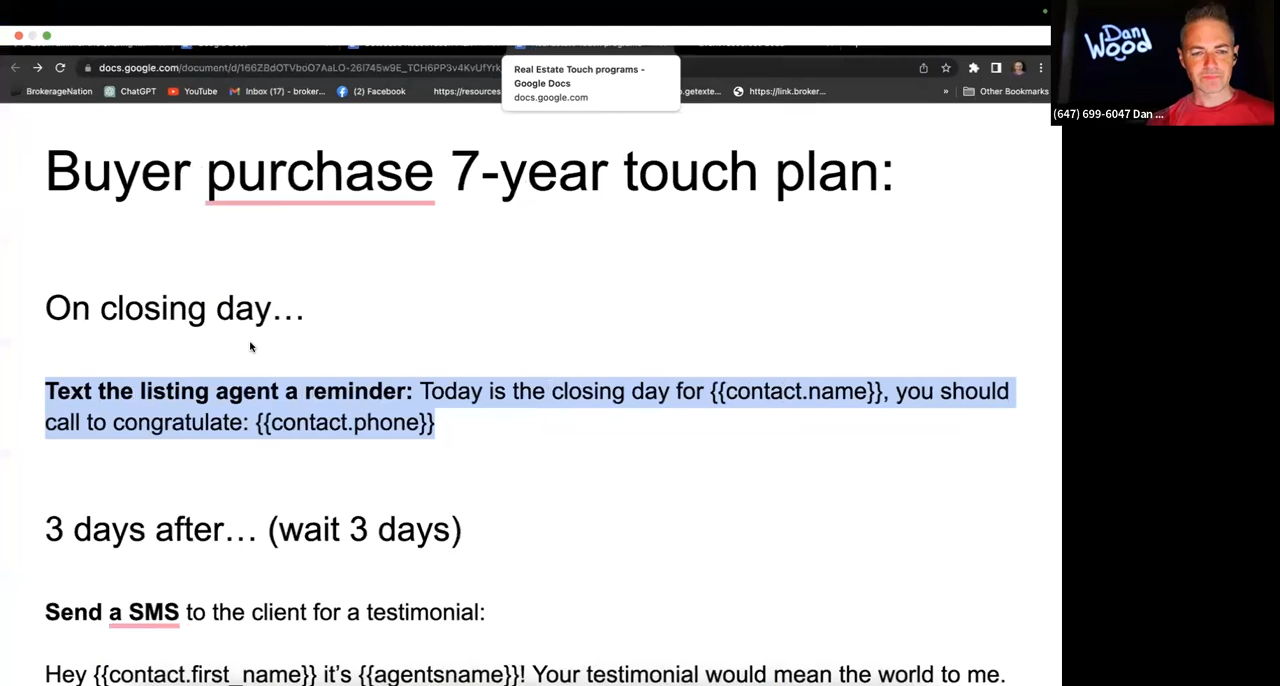 docs.google.com/document/d/166ZBdOTVboO7AaLO-26I745w9E_TCH6PP3v4KvUfYrk
Real Estate Touch programs -
Google Docs
docs.google.com
BrokerageNation ChatGPT YouTube Inbox (17) - broker... (2) Facebook https://resources .getexte... https://link.broker... » Other Bookmarks
Dan
Wood
(647) 699-6047 Dan ...
Buyer purchase 7-year touch plan:
On closing day…
Text the listing agent a reminder: Today is the closing day for {{contact.name}}, you should
call to congratulate: {{contact.phone}}
3 days after… (wait 3 days)
Send a SMS to the client for a testimonial:
Hey {{contact.first_name}} it’s {{agentsname}}! Your testimonial would mean the world to me.